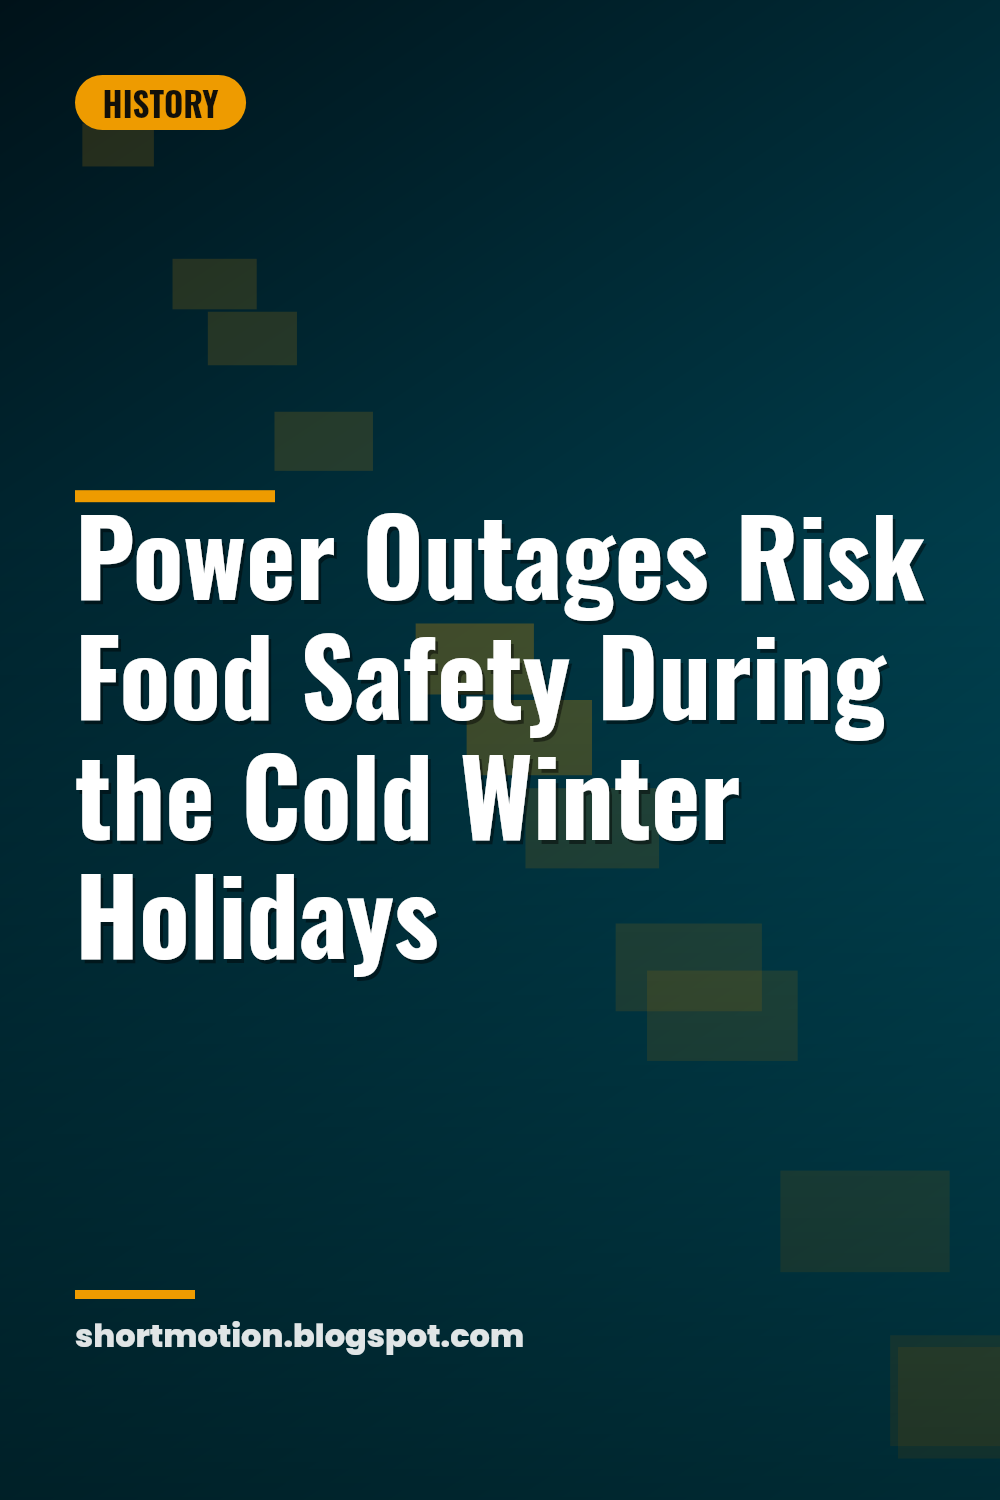 HISTORY
Power Outages Risk
Food Safety During
the Cold Winter
Holidays
shortmotion.blogspot.com